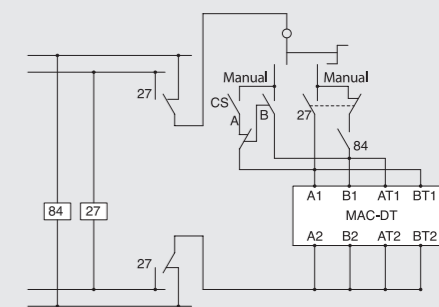 Manual Manual
27 CS
A B 27
84
A1 B1 AT1 BT1
84 27 MAC-DT
A2 B2 AT2 BT2
27